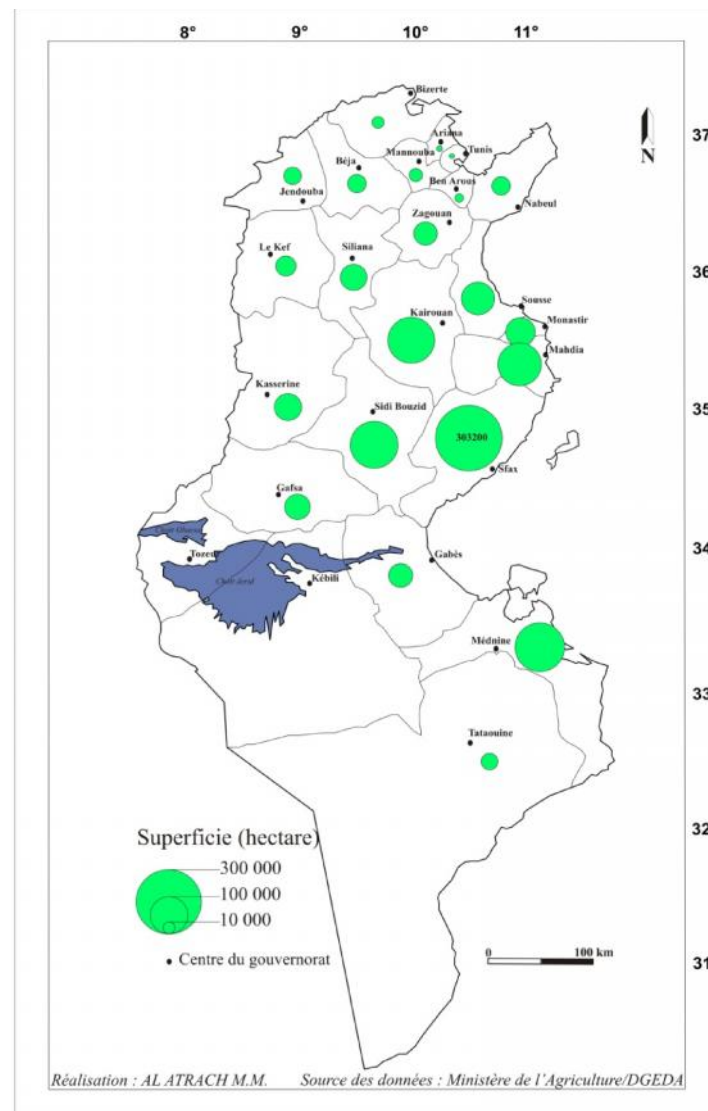 8° 9° 10° 11°
Bizerte
37
Ariana
Tunis
Mannouba
Béja
N
Jendouba
Ben Arous
Nabeul
Zagouan
Le Kef
Siliana
36
Sousse
Kairouan
Monastir
Mahdia
Kasserine
35
Sidi Bouzid
303200
Sfax
Gafsa
34
Tozeur
Gabès
Kébili
Médnine
33
Tataouine
32
Superficie (hectare)
300 000
100 000
10 000
Centre du gouvernorat
0 100 km
31
Réalisation : AL ATRACH M.M. Source des données : Ministère de l'Agriculture/DGEDA